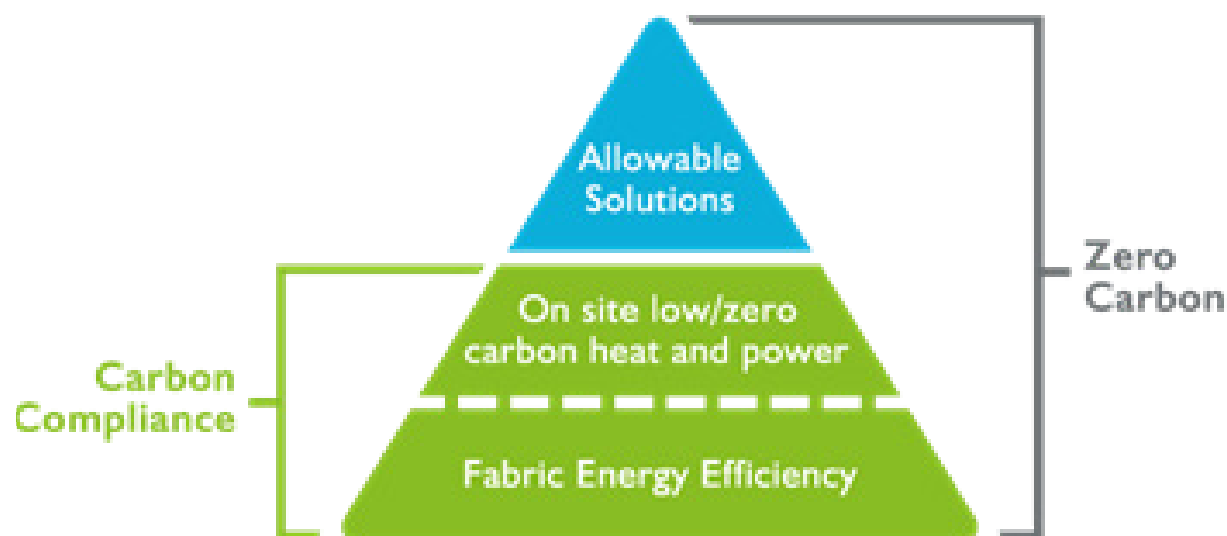 Allowable
Solutions
On site low/zero
carbon heat and power
Fabric Energy Efficiency
Carbon
Compliance
Zero
Carbon